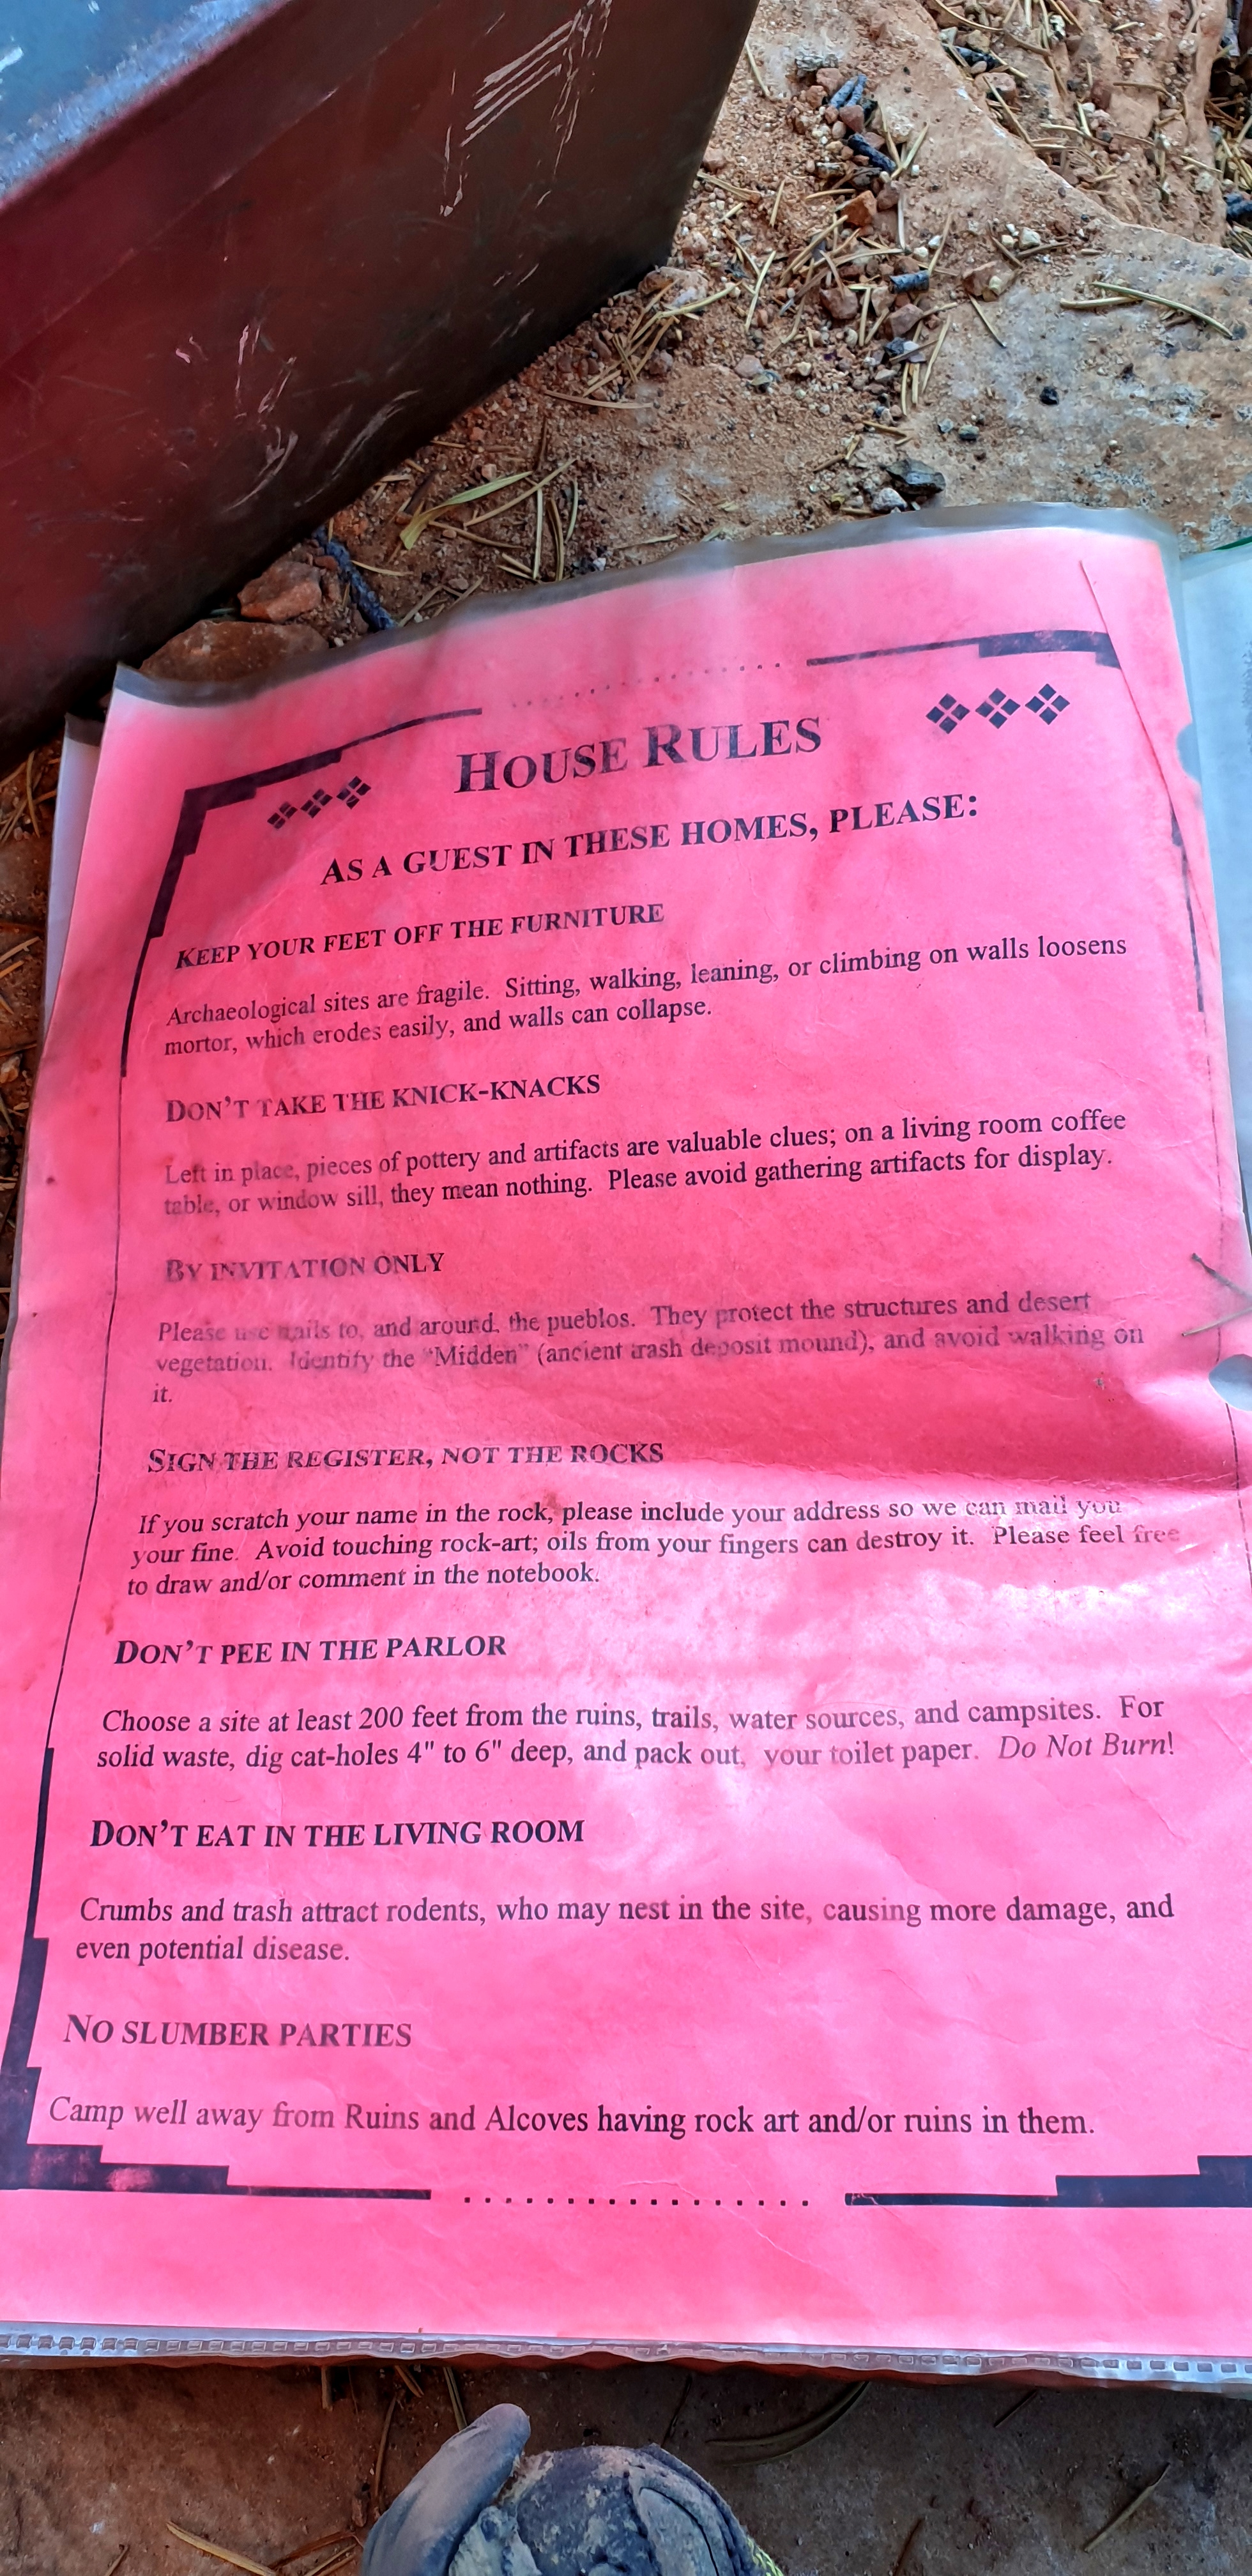 HOUSE RULES
AS A GUEST IN THESE HOMES, PLEASE:
KEEP YOUR FEET OFF THE FURNITURE
Archaeological sites are fragile. Sitting, walking, leaning, or climbing on walls loosens
mortor, which erodes easily, and walls can collapse.
DON'T TAKE THE KNICK-KNACKS
Left in place, pieces of pottery and artifacts are valuable clues; on a living room coffee
table, or window sill, they mean nothing. Please avoid gathering artifacts for display.
BY INVITATION ONLY
Please use trails to, and around, the pueblos. They protect the structures and desert
vegetation. Identify the "Midden" (ancient trash deposit mound), and avoid walking on
it.
SIGN THE REGISTER, NOT THE ROCKS
If you scratch your name in the rock, please include your address so we can mail you
your fine. Avoid touching rock-art; oils from your fingers can destroy it. Please feel free
to draw and/or comment in the notebook.
DON'T PEE IN THE PARLOR
Choose a site at least 200 feet from the ruins, trails, water sources, and campsites. For
solid waste, dig cat-holes 4" to 6" deep, and pack out, your toilet paper. Do Not Burn!
DON'T EAT IN THE LIVING ROOM
Crumbs and trash attract rodents, who may nest in the site, causing more damage, and
even potential disease.
NO SLUMBER PARTIES
Camp well away from Ruins and Alcoves having rock art and/or ruins in them.